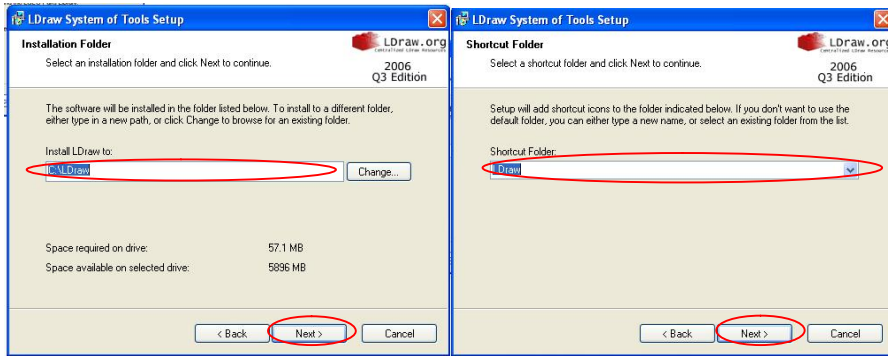 LDraw System of Tools Setup
Installation Folder
Select an installation folder and click Next to continue.
LDraw.org
Centralized LDraw Resources
2006
Q3 Edition
The software will be installed in the folder listed below. To install to a different folder,
either type in a new path, or click Change to browse for an existing folder.
Install LDraw to:
C:\LDraw
Change...
Space required on drive:
57.1 MB
Space available on selected drive:
5896 MB
< Back
Next >
Cancel
LDraw System of Tools Setup
Shortcut Folder
Select a shortcut folder and click Next to continue.
LDraw.org
Centralized LDraw Resources
2006
Q3 Edition
Setup will add shortcut icons to the folder indicated below. If you don't want to use the
default folder, you can either type a new name, or select an existing folder from the list.
Shortcut Folder:
LDraw
< Back
Next >
Cancel